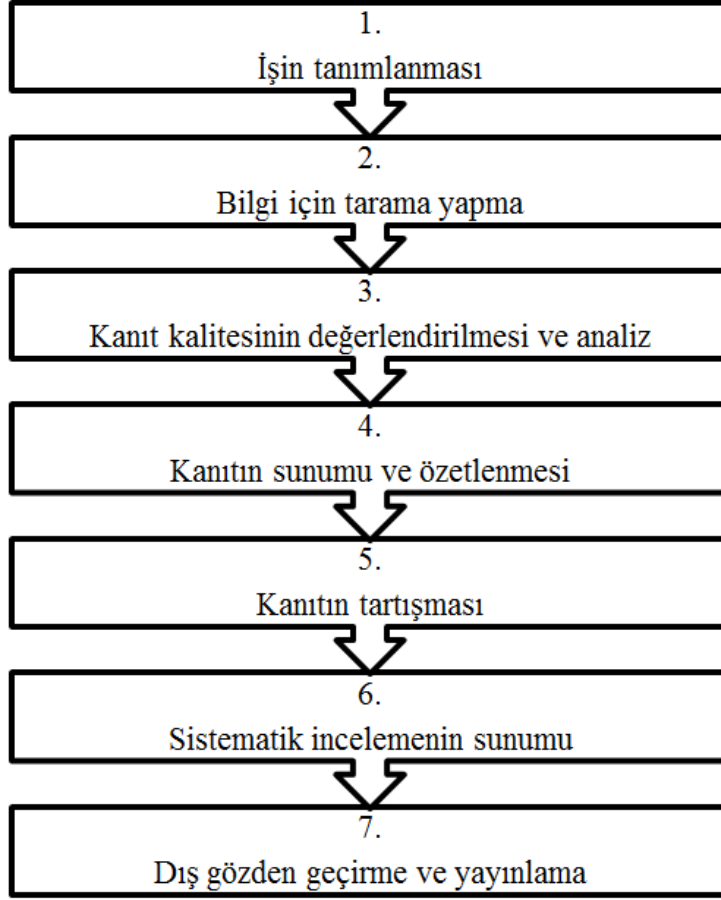 1.
İşin tanımlanması
2.
Bilgi için tarama yapma
3.
Kanıt kalitesinin değerlendirilmesi ve analiz
4.
Kanıtın sunumu ve özetlenmesi
5.
Kanıtın tartışması
6.
Sistematik incelemenin sunumu
7.
Dış gözden geçirme ve yayınlama